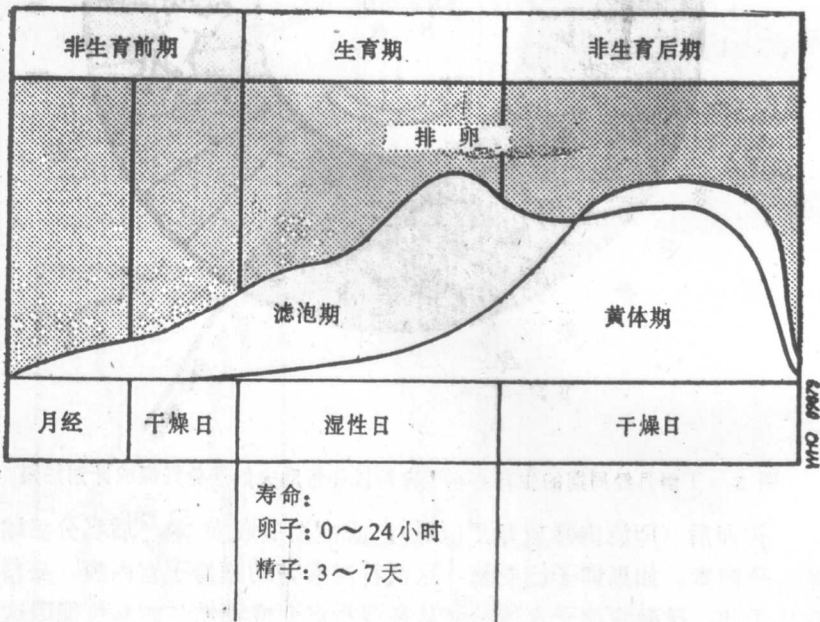 非生育前期 生育期 非生育后期
排 卵
滤泡期 黄体期
月经 干燥日 湿性日 干燥日
寿命:
卵子:0～24小时
精子:3～7天
WHO 89479